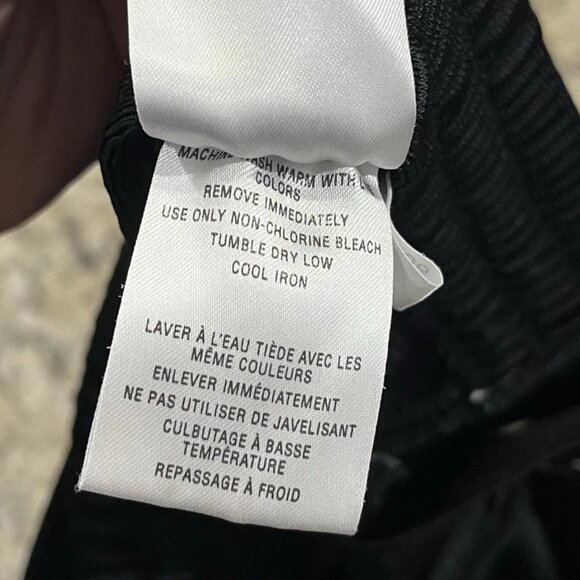 WARM WITH
COLORS
REMOVE IMMEDIATELY
USE ONLY NON-CHLORINE BLEACH
TUMBLE DRY LOW
COOL IRON
LAVER À L'EAU TIÈDE AVEC LES
MÊME COULEURS
ENLEVER IMMÉDIATEMENT
NE PAS UTILISER DE JAVELISANT
CULBUTAGE À BASSE
TEMPÉRATURE
REPASSAGE À FROID